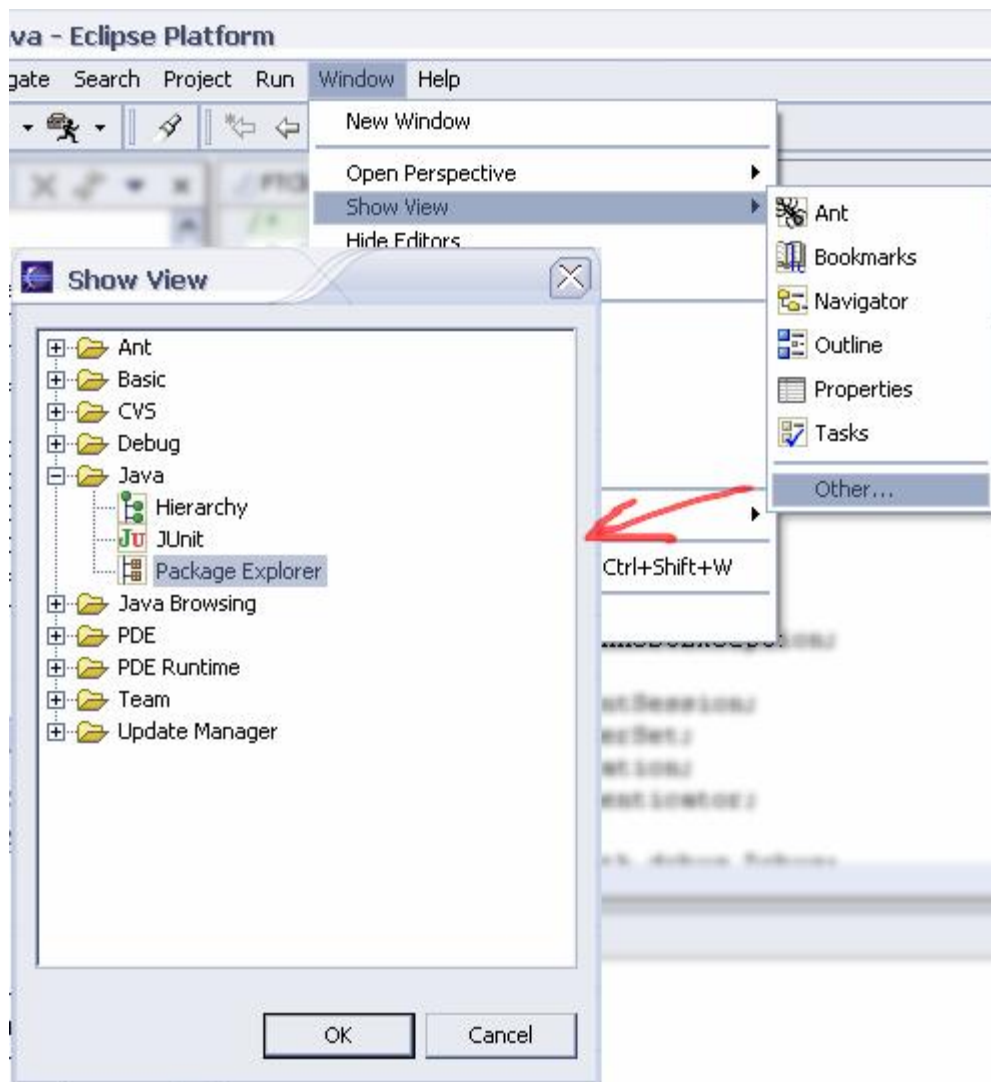 va - Eclipse Platform
gate Search Project Run Window Help
New Window
Open Perspective
Show View
Hide Editors
Ant
Bookmarks
Navigator
Outline
Properties
Tasks
Other...
Ctrl+Shift+W
Show View
Ant
Basic
CVS
Debug
Java
Hierarchy
JU JUnit
Package Explorer
Java Browsing
PDE
PDE Runtime
Team
Update Manager
OK Cancel